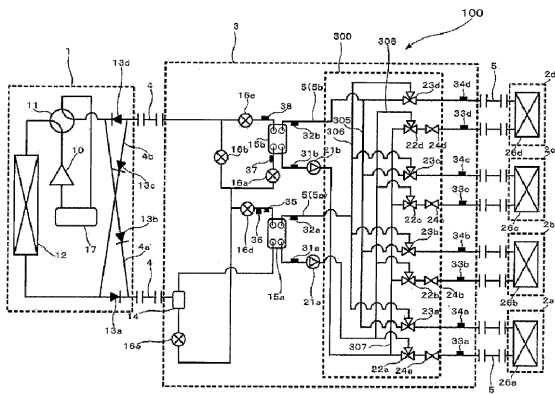 100
3
308
1
300
2d
13d
4
16c
38
5(5b)
23d
34d
5
11
305
33d
306
4b
15b
32b
22d
24d
26d
16b
31b
21b
23c
34c
2c
10
13c
37
16a
33c
35
5(5a)
22c
24c
26c
13b
16d
36
32a
23b
34b
2b
17
4a
31a
33b
12
4
15a
22b
24b
26b
14
21a
23a
34a
2a
13a
307
33a
16e
22a
24a
5
26a